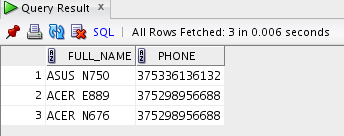 Query Result
SQL | All Rows Fetched: 3 in 0.006 seconds
FULL_NAME PHONE
1 ASUS N750 375336136132
2 ACER E889 375298956688
3 ACER N676 375298956688